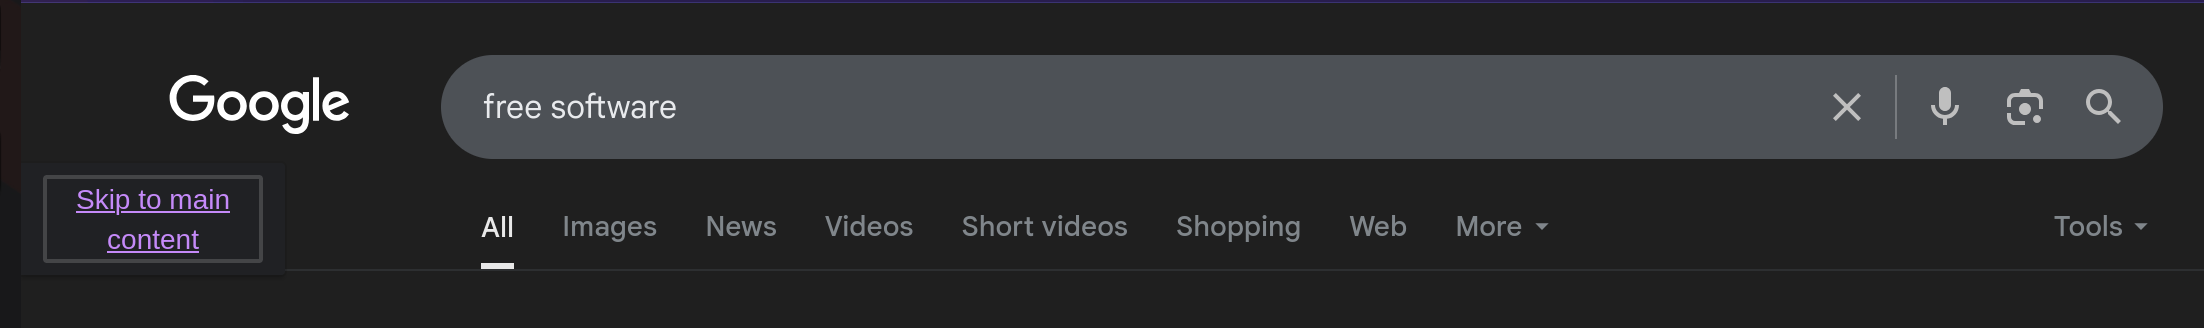 Google
free software
Skip to main
content
All Images News Videos Short videos Shopping Web More Tools